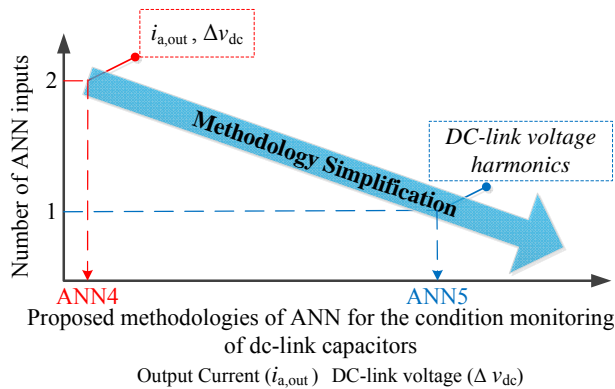 i_a,out , Δv_dc
Number of ANN inputs
2
1
Methodology Simplification
DC-link voltage
harmonics
ANN4
ANN5
Proposed methodologies of ANN for the condition monitoring
of dc-link capacitors
Output Current (i_a,out) DC-link voltage (Δ v_dc)